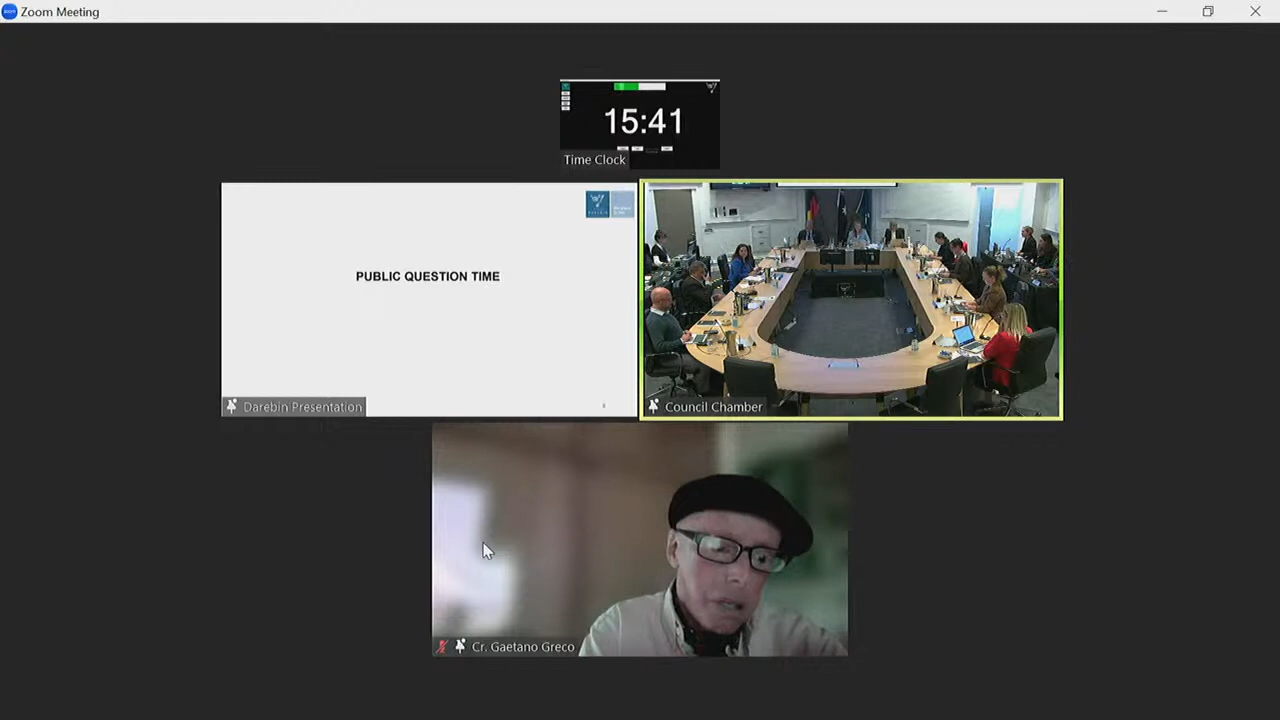 Zoom Meeting
15:41
Time Clock
PUBLIC QUESTION TIME
Darebin Presentation
Council Chamber
Cr. Gaetano Greco